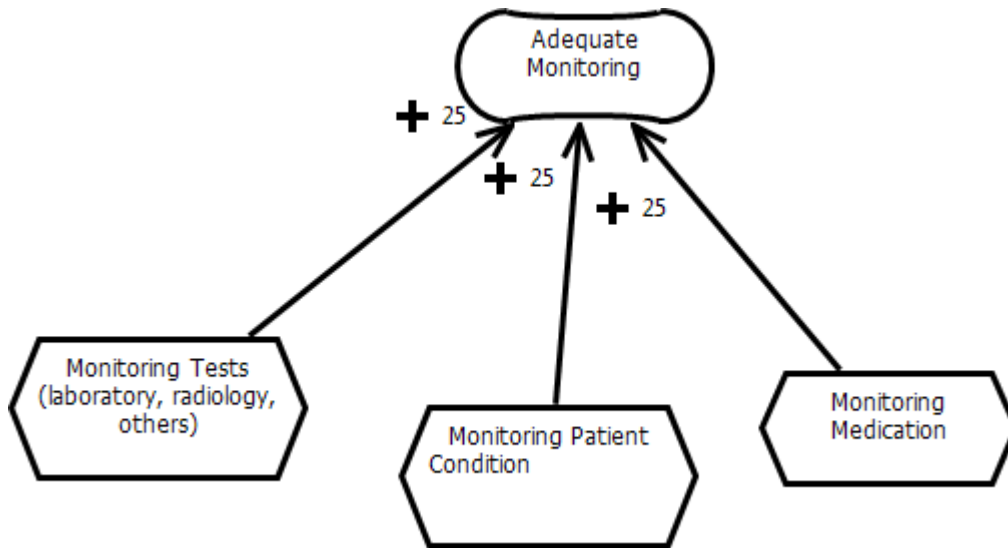 Adequate
Monitoring
+ 25
+ 25
+ 25
Monitoring Tests
(laboratory, radiology,
others)
Monitoring Patient
Condition
Monitoring
Medication